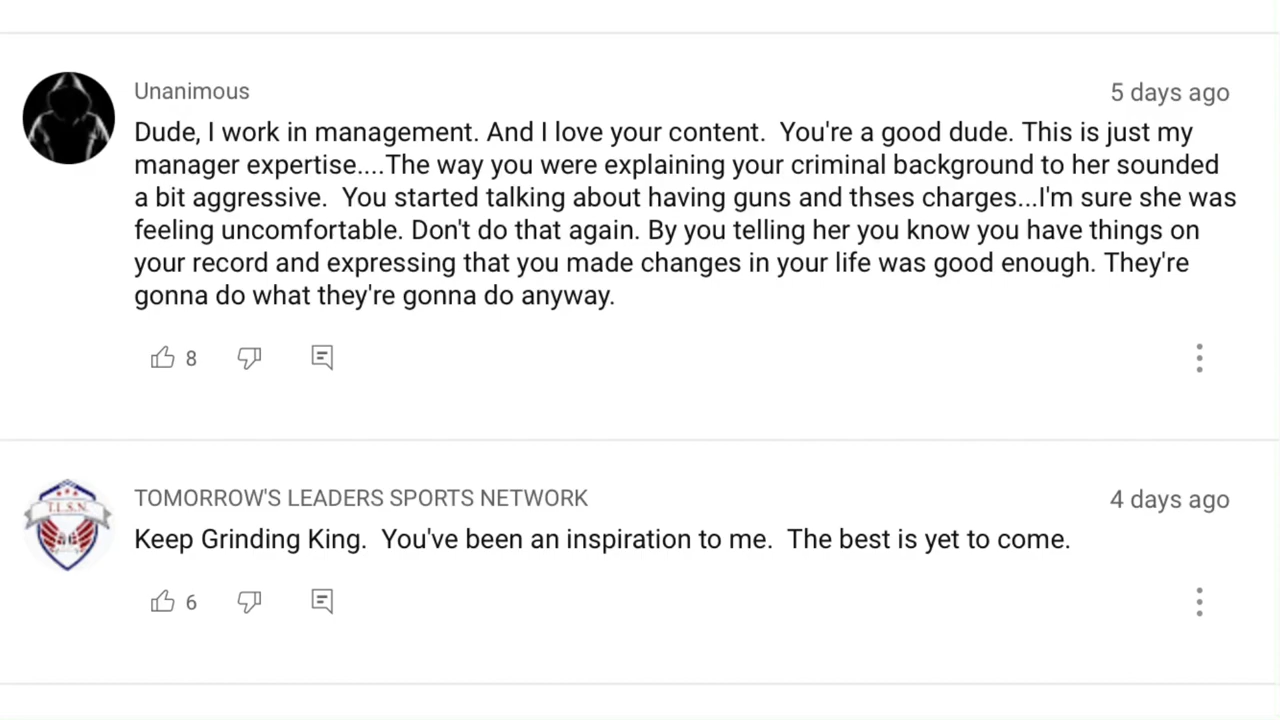 Unanimous
5 days ago
Dude, I work in management. And I love your content. You're a good dude. This is just my
manager expertise....The way you were explaining your criminal background to her sounded
a bit aggressive. You started talking about having guns and thses charges...I'm sure she was
feeling uncomfortable. Don't do that again. By you telling her you know you have things on
your record and expressing that you made changes in your life was good enough. They're
gonna do what they're gonna do anyway.
8
T.L.S.N.
TOMORROW'S LEADERS SPORTS NETWORK
4 days ago
Keep Grinding King. You've been an inspiration to me. The best is yet to come.
6